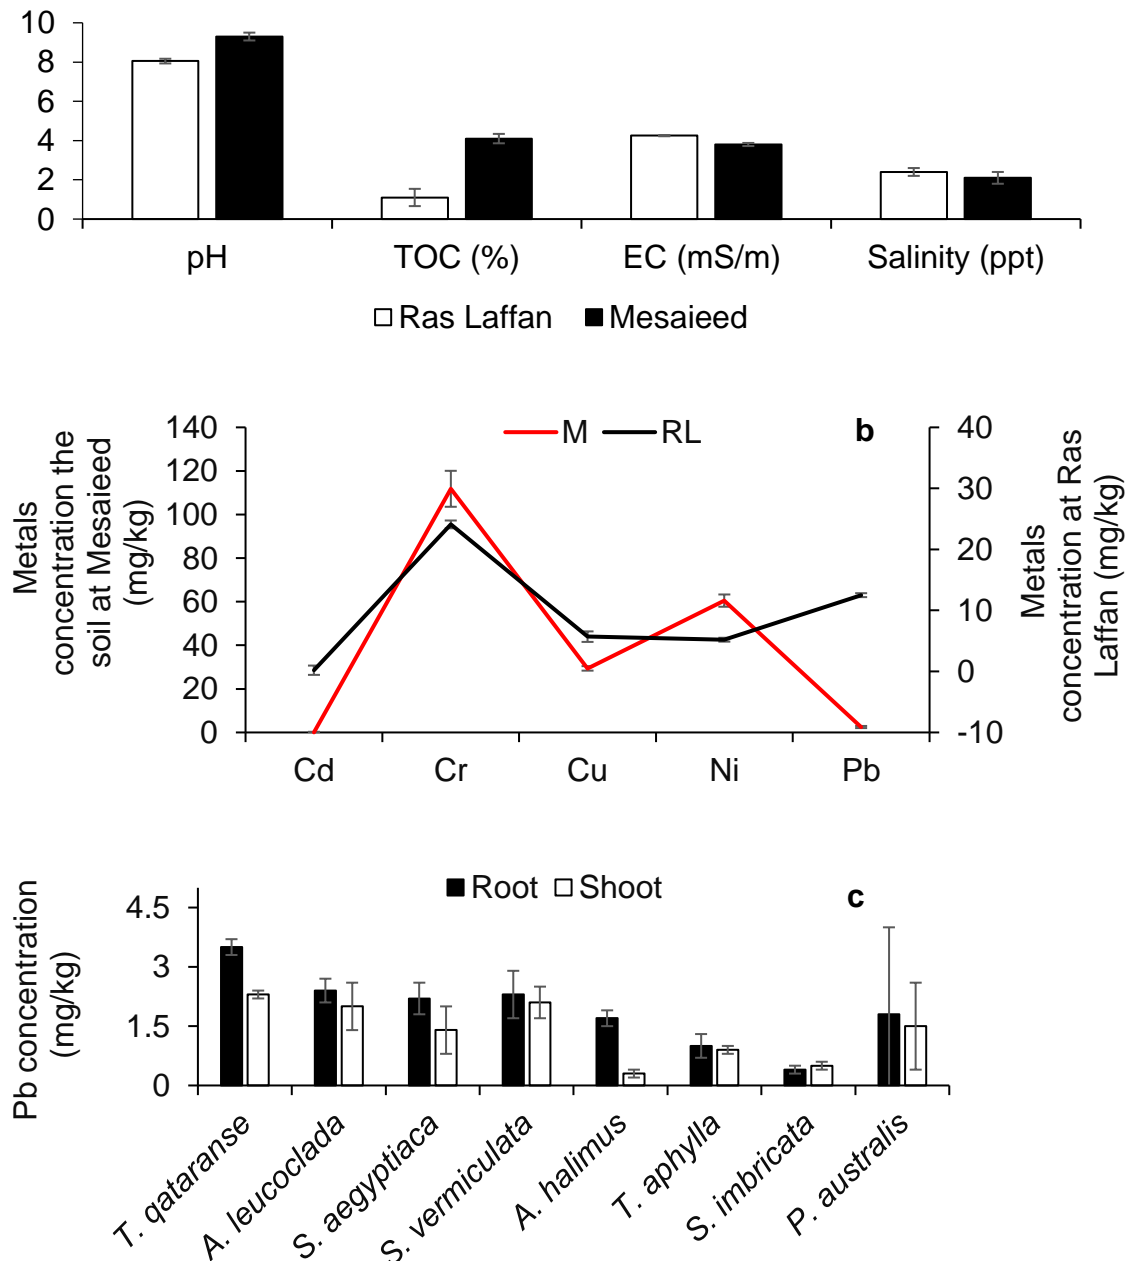 10
8
6
4
2
0
pH
TOC (%)
EC (mS/m)
Salinity (ppt)
Ras Laffan
Mesaieed
Metals
concentration the
soil at Mesaieed
(mg/kg)
140
120
100
80
60
40
20
0
M
RL
b
40
30
20
10
0
-10
Metals
concentration at Ras
Laffan (mg/kg)
Cd
Cr
Cu
Ni
Pb
Pb concentration
(mg/kg)
4.5
3
1.5
0
Root
Shoot
c
T. qataranse
A. leucoclada
S. aegyptiaca
S. vermiculata
A. halimus
T. aphylla
S. imbricata
P. australis